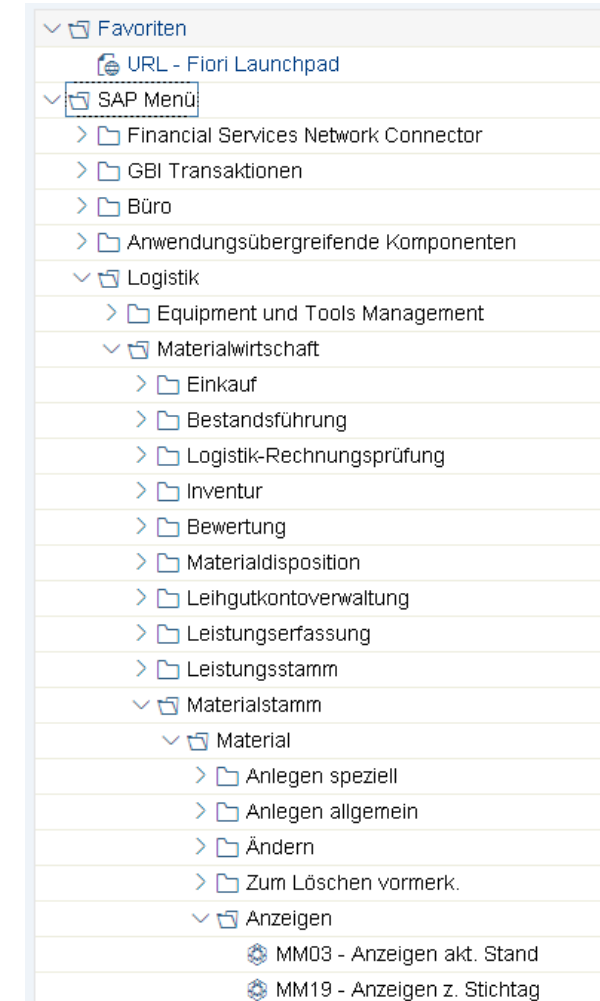 Favoriten
URL - Fiori Launchpad
SAP Menü
Financial Services Network Connector
GBI Transaktionen
Büro
Anwendungsübergreifende Komponenten
Logistik
Equipment und Tools Management
Materialwirtschaft
Einkauf
Bestandsführung
Logistik-Rechnungsprüfung
Inventur
Bewertung
Materialdisposition
Leihgutkontoverwaltung
Leistungserfassung
Leistungsstamm
Materialstamm
Material
Anlegen speziell
Anlegen allgemein
Ändern
Zum Löschen vormerk.
Anzeigen
MM03 - Anzeigen akt. Stand
MM19 - Anzeigen z. Stichtag